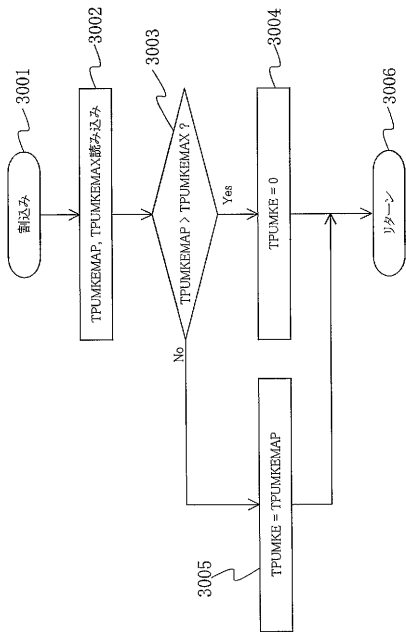 割込み
3001
TPUMKEMAP, TPUMKEMAX読み込み
3002
TPUMKEMAP > TPUMKEMAX ?
3003
Yes
No
TPUMKE = 0
3004
TPUMKE = TPUMKEMAP
3005
リターン
3006